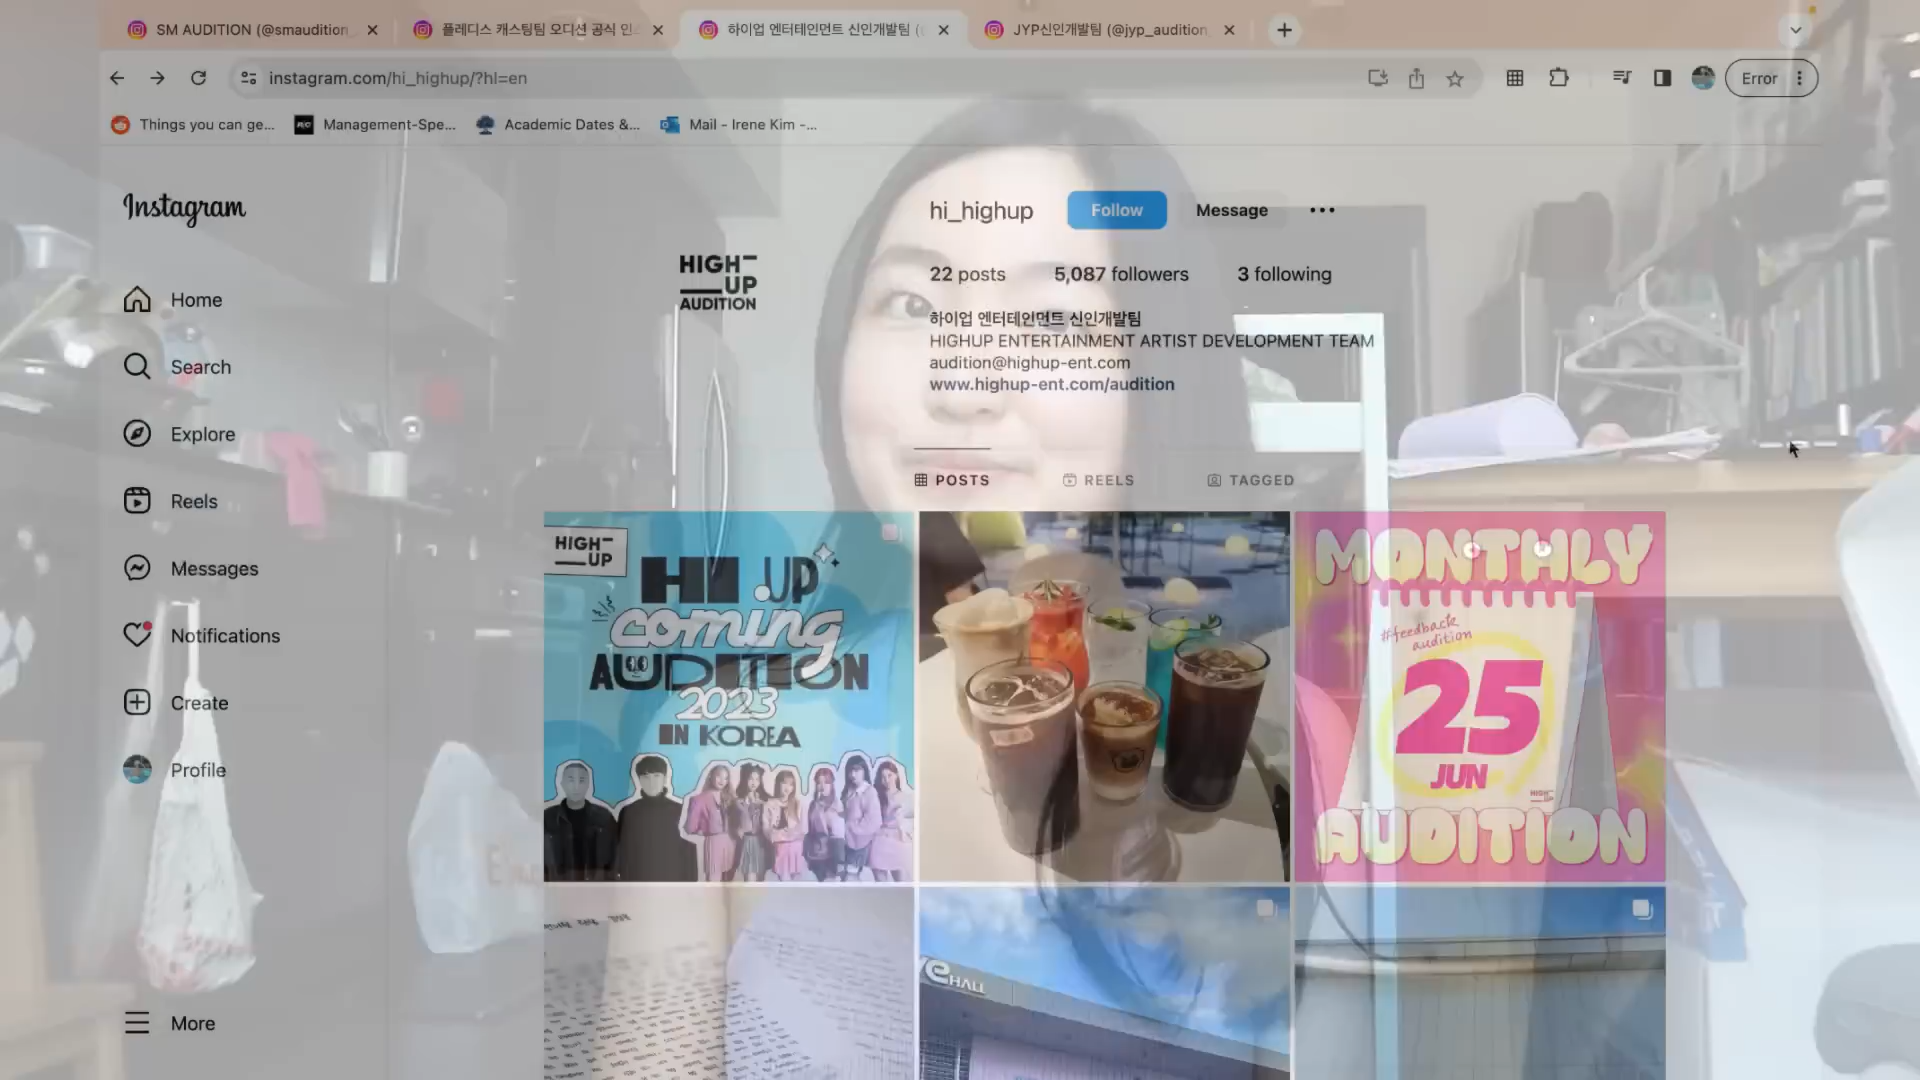 SM AUDITION (@smaudition
플레디스 캐스팅팀 오디션 공식 인스
하이업 엔터테인먼트 신인개발팀 (
JYP신인개발팀 (@jyp_audition
instagram.com/hi_highup/?hl=en
Error
Things you can ge...
Management-Spe...
Academic Dates &...
Mail - Irene Kim -...
Instagram
Home
Search
Explore
Reels
Messages
Notifications
Create
Profile
More
HIGH
UP
AUDITION
hi_highup
Follow
Message
22 posts
5,087 followers
3 following
하이업 엔터테인먼트 신인개발팀
HIGHUP ENTERTAINMENT ARTIST DEVELOPMENT TEAM
audition@highup-ent.com
www.highup-ent.com/audition
POSTS
REELS
TAGGED
HIGH
UP
HI UP
coming
AUDITION
2023
IN KOREA
MONTHLY
#feedback
audition
25
JUN
HIGH
UP
AUDITION
HALL